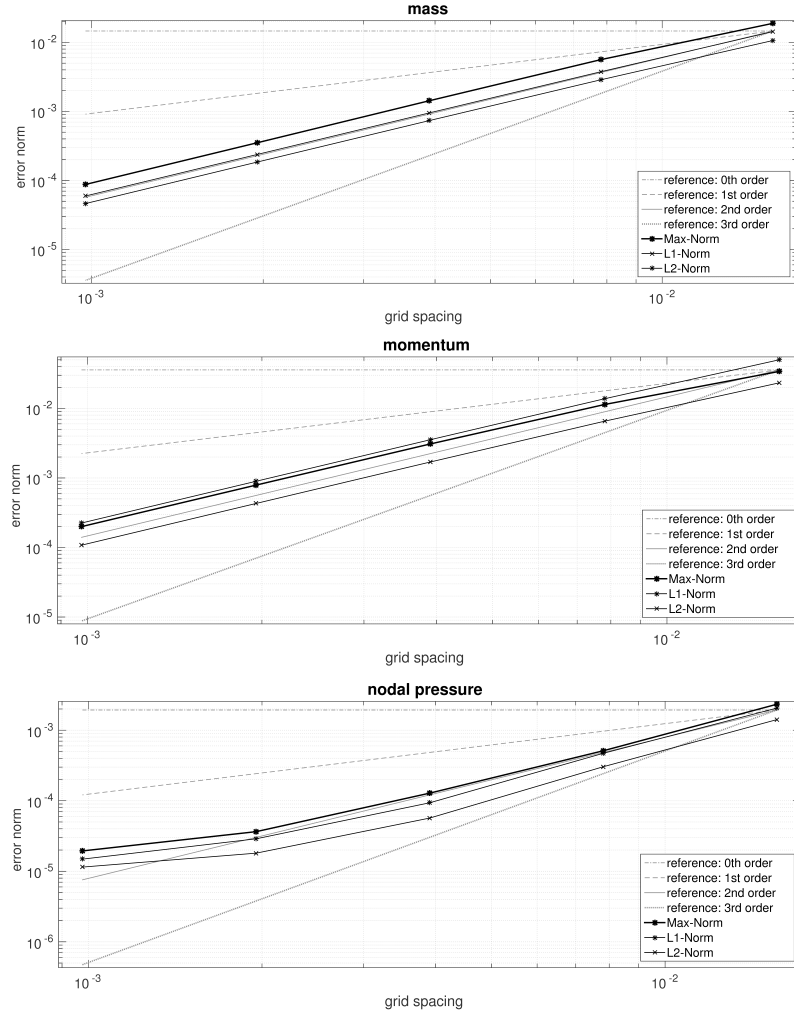 mass
10-2
10-3
10-4
10-5
error norm
reference: 0th order
reference: 1st order
reference: 2nd order
reference: 3rd order
Max-Norm
L1-Norm
L2-Norm
10-3
10-2
grid spacing
momentum
10-2
10-3
10-4
10-5
error norm
reference: 0th order
reference: 1st order
reference: 2nd order
reference: 3rd order
Max-Norm
L1-Norm
L2-Norm
10-3
10-2
grid spacing
nodal pressure
10-3
10-4
10-5
10-6
error norm
reference: 0th order
reference: 1st order
reference: 2nd order
reference: 3rd order
Max-Norm
L1-Norm
L2-Norm
10-3
10-2
grid spacing